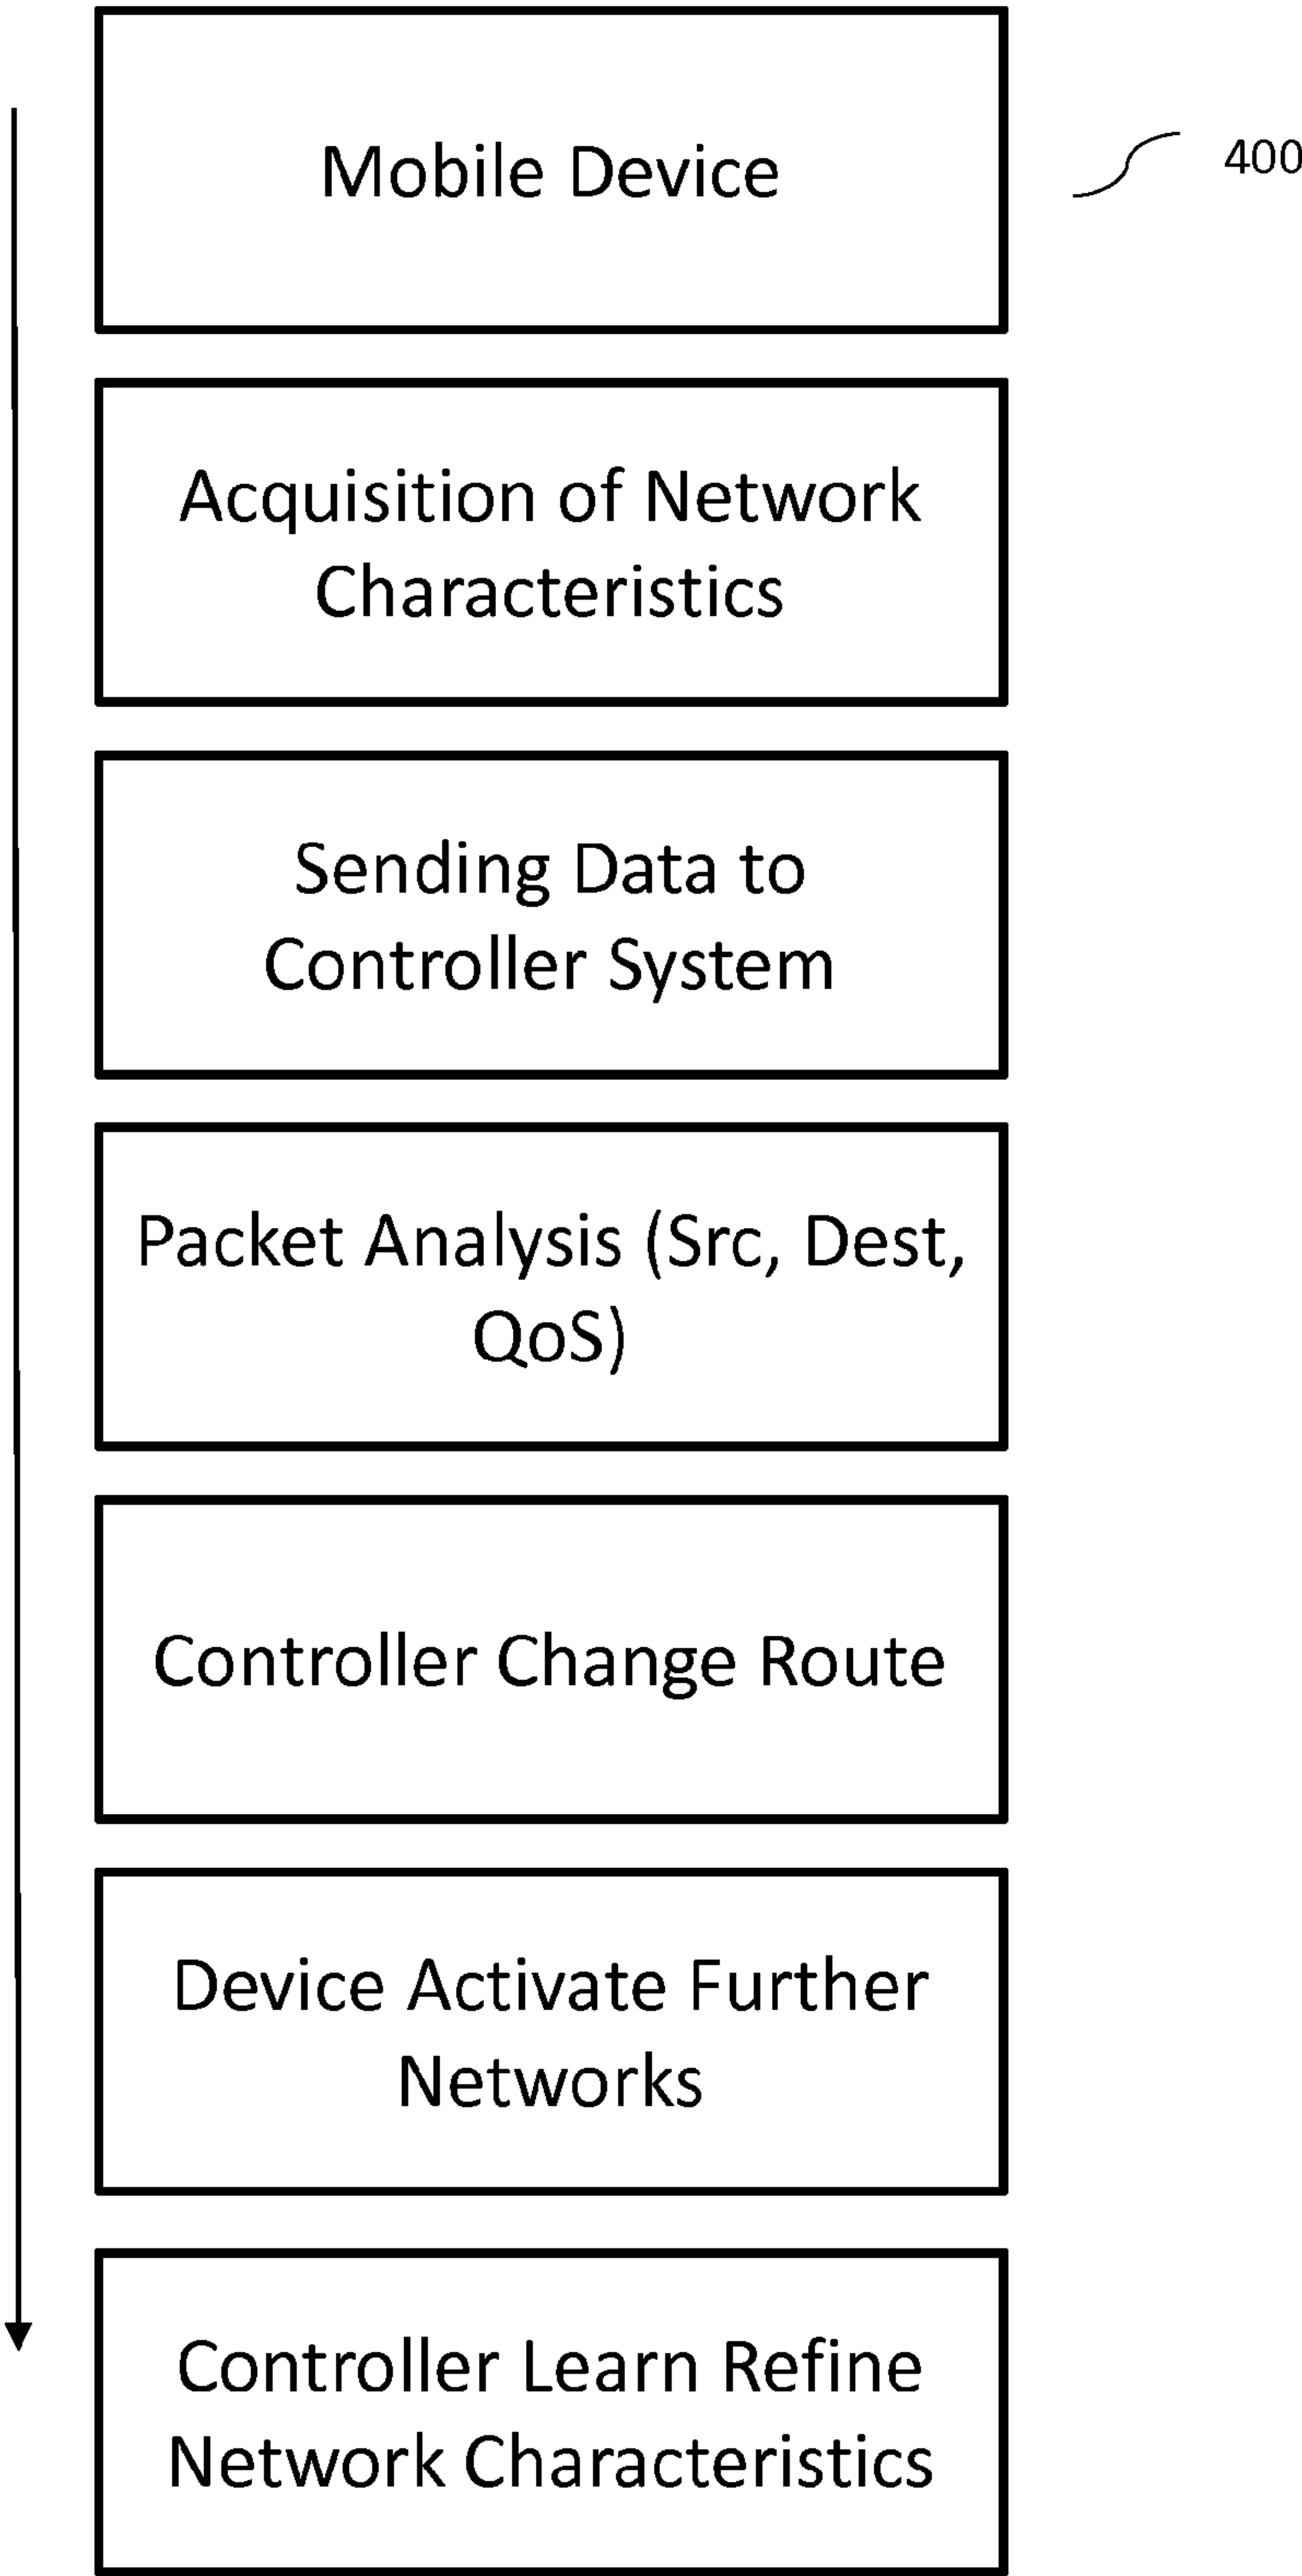 Mobile Device
400
Acquisition of Network
Characteristics
Sending Data to
Controller System
Packet Analysis (Src, Dest,
QoS)
Controller Change Route
Device Activate Further
Networks
Controller Learn Refine
Network Characteristics